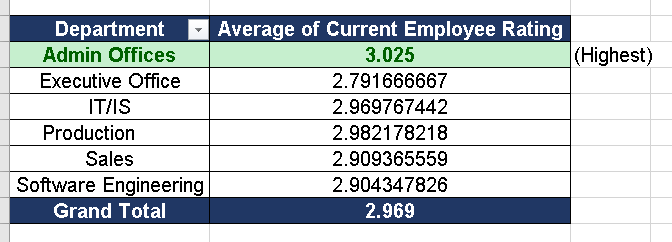 Department Average of Current Employee Rating
Admin Offices 3.025 (Highest)
Executive Office 2.791666667
IT/IS 2.969767442
Production 2.982178218
Sales 2.909365559
Software Engineering 2.904347826
Grand Total 2.969